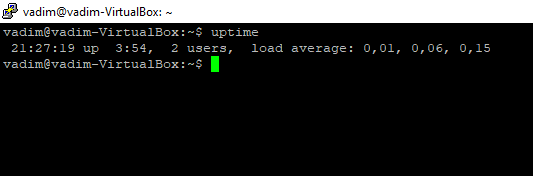 vadim@vadim-VirtualBox: ~
vadim@vadim-VirtualBox:~$ uptime
 21:27:19 up  3:54,  2 users,  load average: 0,01, 0,06, 0,15
vadim@vadim-VirtualBox:~$